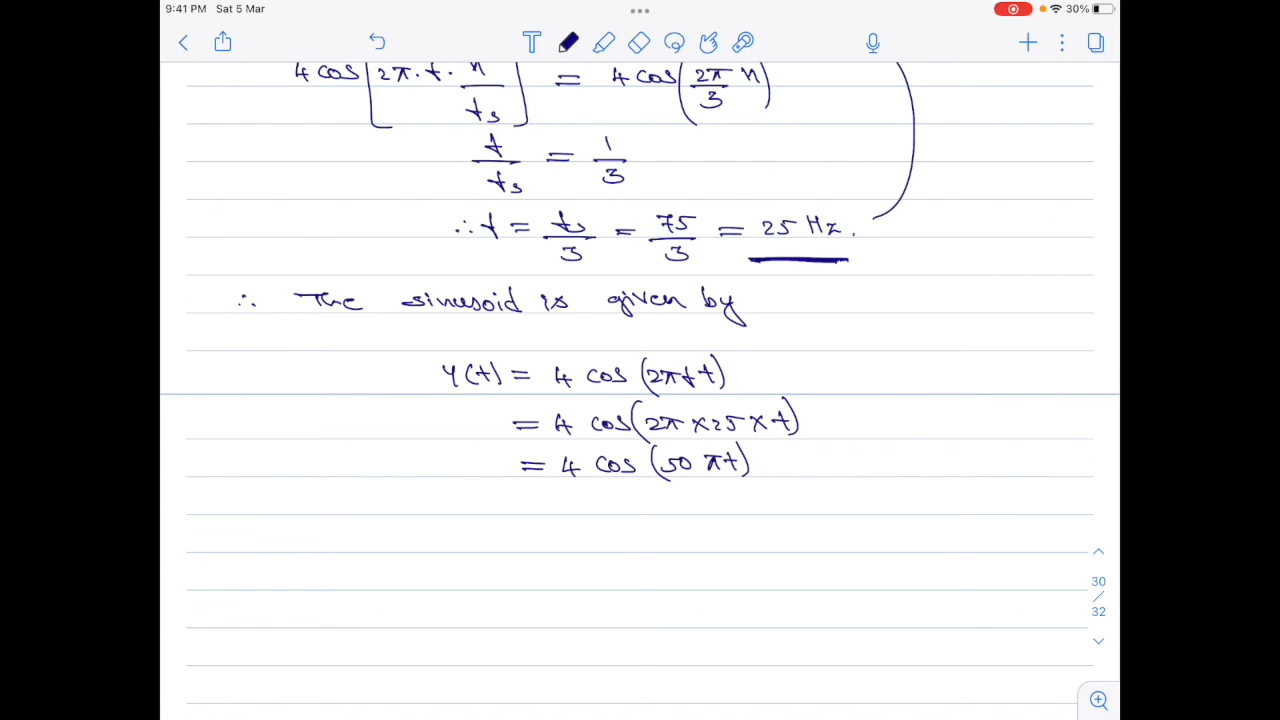 9:41 PM Sat 5 Mar
30%
4 cos[2π·f·n/fs] = 4 cos(2π/3 n)
f/fs = 1/3
∴ f = fs/3 = 75/3 = 25 Hz.
∴ The sinusoid is given by
y(t) = 4 cos(2πft)
= 4 cos(2π×25×t)
= 4 cos(50πt)
30
/
32